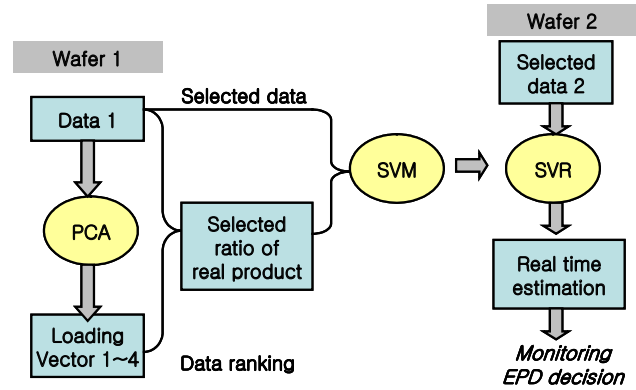 Wafer 1
Data 1
PCA
Loading
Vector 1~4
Selected data
Selected
ratio of
real product
Data ranking
SVM
Wafer 2
Selected
data 2
SVR
Real time
estimation
Monitoring
EPD decision